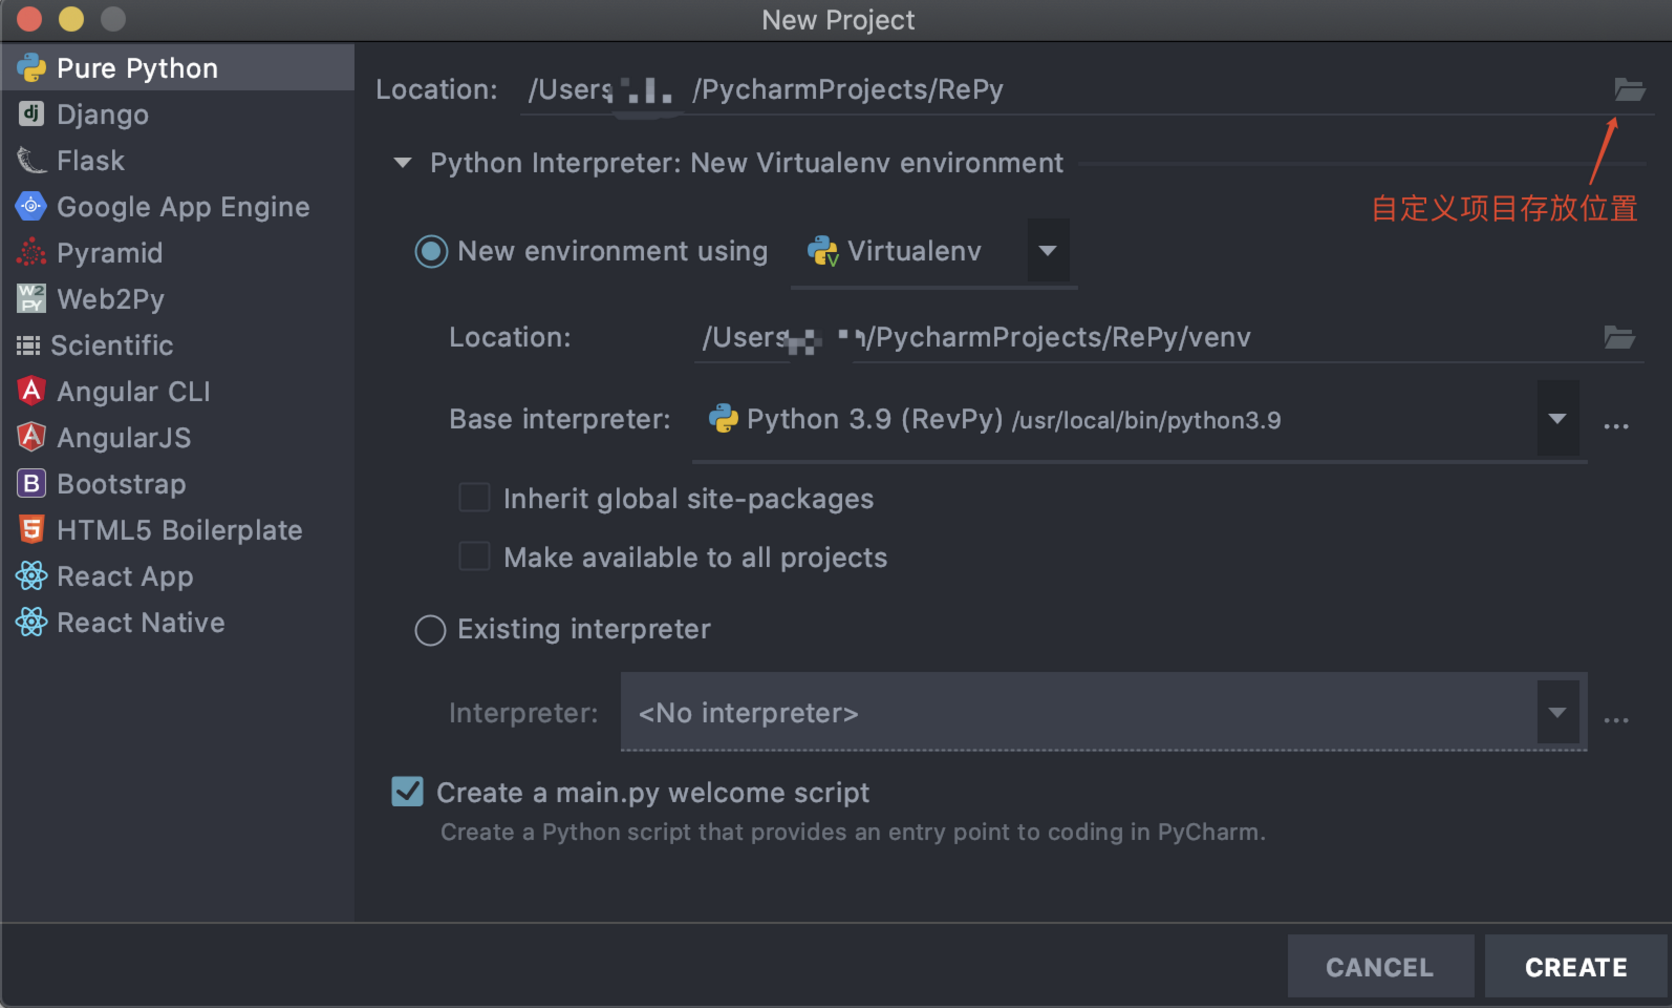 New Project
Pure Python
Django
Flask
Google App Engine
Pyramid
Web2Py
Scientific
Angular CLI
AngularJS
Bootstrap
HTML5 Boilerplate
React App
React Native
Location: /Users /PycharmProjects/RePy
自定义项目存放位置
Python Interpreter: New Virtualenv environment
New environment using Virtualenv
Location: /Users /PycharmProjects/RePy/venv
Base interpreter: Python 3.9 (RevPy) /usr/local/bin/python3.9 ...
Inherit global site-packages
Make available to all projects
Existing interpreter
Interpreter: <No interpreter> ...
Create a main.py welcome script
Create a Python script that provides an entry point to coding in PyCharm.
CANCEL CREATE